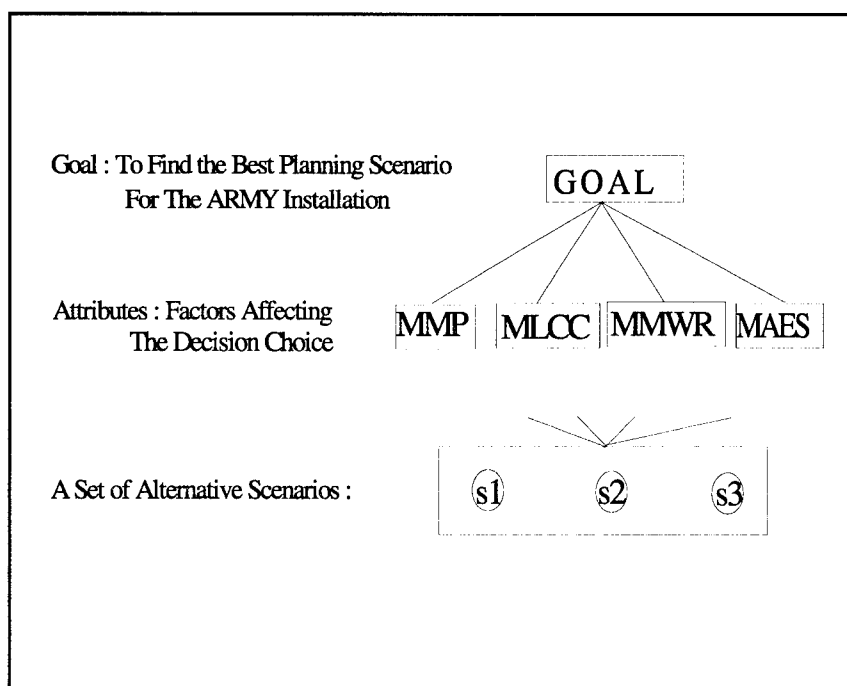 Goal : To Find the Best Planning Scenario
For The ARMY Installation
GOAL
Attributes : Factors Affecting
The Decision Choice
MMP
MLCC
MMWR
MAES
A Set of Alternative Scenarios :
s1
s2
s3